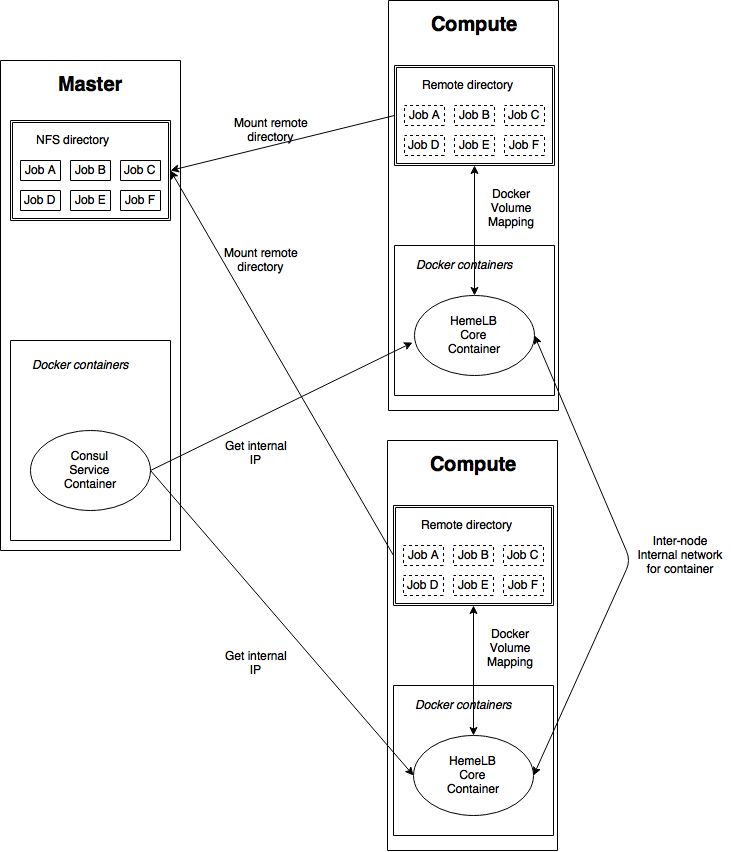 Master
NFS directory
Job A Job B Job C
Job D Job E Job F
Docker containers
Consul
Service
Container
Mount remote
directory
Mount remote
directory
Get internal
IP
Get internal
IP
Compute
Remote directory
Job A Job B Job C
Job D Job E Job F
Docker
Volume
Mapping
Docker containers
HemeLB
Core
Container
Compute
Remote directory
Job A Job B Job C
Job D Job E Job F
Docker
Volume
Mapping
Docker containers
HemeLB
Core
Container
Inter-node
Internal network
for container